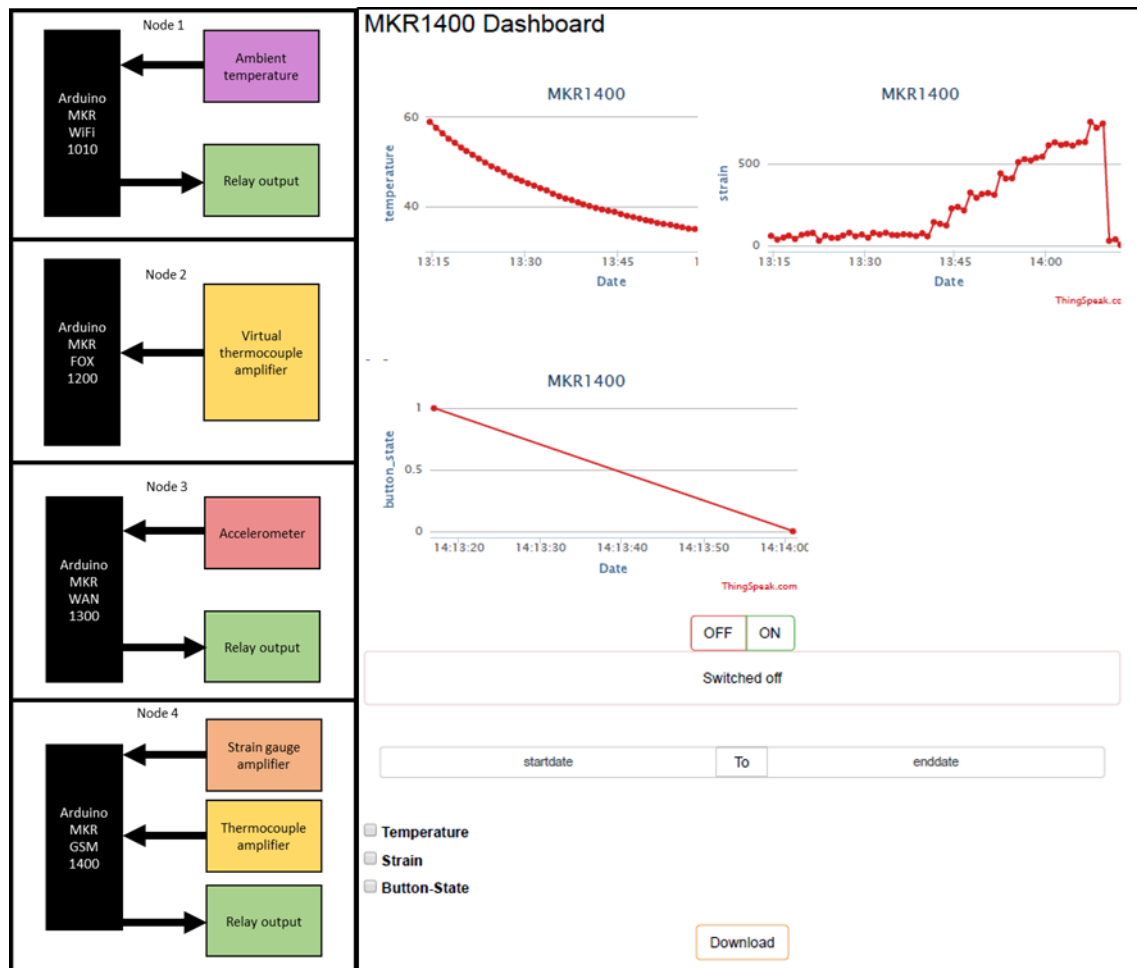 Node 1
Arduino
MKR
WiFi
1010
Ambient
temperature
Relay output
Node 2
Arduino
MKR
FOX
1200
Virtual
thermocouple
amplifier
Node 3
Arduino
MKR
WAN
1300
Accelerometer
Relay output
Node 4
Arduino
MKR
GSM
1400
Strain gauge
amplifier
Thermocouple
amplifier
Relay output
MKR1400 Dashboard
MKR1400
temperature
60
40
13:15 13:30 13:45 1
Date
MKR1400
strain
500
0
13:15 13:30 13:45 14:00
Date
ThingSpeak.cc
MKR1400
button_state
1
0.5
0
14:13:20 14:13:30 14:13:40 14:13:50 14:14:00
Date
ThingSpeak.com
OFF ON
Switched off
startdate To enddate
Temperature
Strain
Button-State
Download